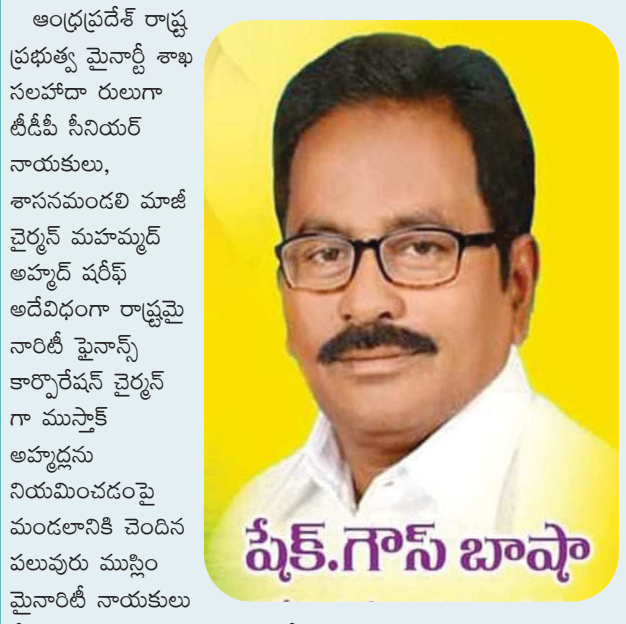 ఆంధ్రప్రదేశ్ రాష్ట్ర
ప్రభుత్వ మైనార్టీ శాఖ
సలహాదా రులుగా
టీడీపీ సీనియర్
నాయకులు,
శాసనమండలి మాజీ
చైర్మన్ మహమ్మద్
అహ్మద్ షరీఫ్
అదేవిధంగా రాష్ట్రమై
నారిటీ ఫైనాన్స్
కార్పొరేషన్ చైర్మన్
గా ముస్తాక్
అహ్మద్లను
నియమించడంపై
మండలానికి చెందిన
పలువురు ముస్లిం
మైనారిటీ నాయకులు
షేక్.గౌస్ బాషా